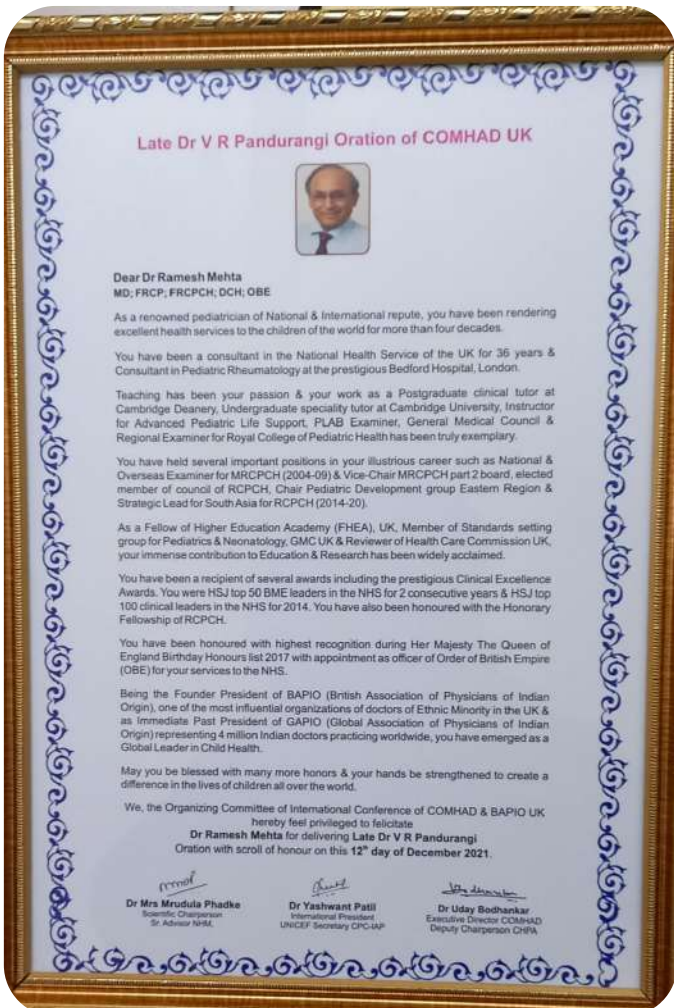 Late Dr V R Pandurangi Oration of COMHAD UK
Dear Dr Ramesh Mehta
MD; FRCP; FRCPCH; DCH; OBE
As a renowned pediatrician of National & International repute, you have been rendering
excellent health services to the children of the world for more than four decades.
You have been a consultant in the National Health Service of the UK for 36 years &
Consultant in Pediatric Rheumatology at the prestigious Bedford Hospital, London.
Teaching has been your passion & your work as a Postgraduate clinical tutor at
Cambridge Deanery, Undergraduate speciality tutor at Cambridge University, Instructor
for Advanced Pediatric Life Support, PLAB Examiner, General Medical Council &
Regional Examiner for Royal College of Pediatric Health has been truly exemplary.
You have held several important positions in your illustrious career such as National &
Overseas Examiner for MRCPCH (2004-09) & Vice-Chair MRCPCH part 2 board, elected
member of council of RCPCH, Chair Pediatric Development group Eastern Region &
Strategic Lead for South Asia for RCPCH (2014-20).
As a Fellow of Higher Education Academy (FHEA), UK, Member of Standards setting
group for Pediatrics & Neonatology, GMC UK & Reviewer of Health Care Commission UK,
your immense contribution to Education & Research has been widely acclaimed.
You have been a recipient of several awards including the prestigious Clinical Excellence
Awards. You were HSJ top 50 BME leaders in the NHS for 2 consecutive years & HSJ top
100 clinical leaders in the NHS for 2014. You have also been honoured with the Honorary
Fellowship of RCPCH.
You have been honoured with highest recognition during Her Majesty The Queen of
England Birthday Honours list 2017 with appointment as officer of Order of British Empire
(OBE) for your services to the NHS.
Being the Founder President of BAPIO (British Association of Physicians of Indian
Origin), one of the most influential organizations of doctors of Ethnic Minority in the UK &
as Immediate Past President of GAPIO (Global Association of Physicians of Indian
Origin) representing 4 million Indian doctors practicing worldwide, you have emerged as a
Global Leader in Child Health.
May you be blessed with many more honors & your hands be strengthened to create a
difference in the lives of children all over the world.
We, the Organizing Committee of International Conference of COMHAD & BAPIO UK
hereby feel privileged to felicitate
Dr Ramesh Mehta for delivering Late Dr V R Pandurangi
Oration with scroll of honour on this 12th day of December 2021.
Dr Mrs Mrudula Phadke
Scientific Chairperson
Sr. Advisor NHM,
Dr Yashwant Patil
International President
UNICEF Secretary CPC-IAP
Dr Uday Bodhankar
Executive Director COMHAD
Deputy Chairperson CHPA